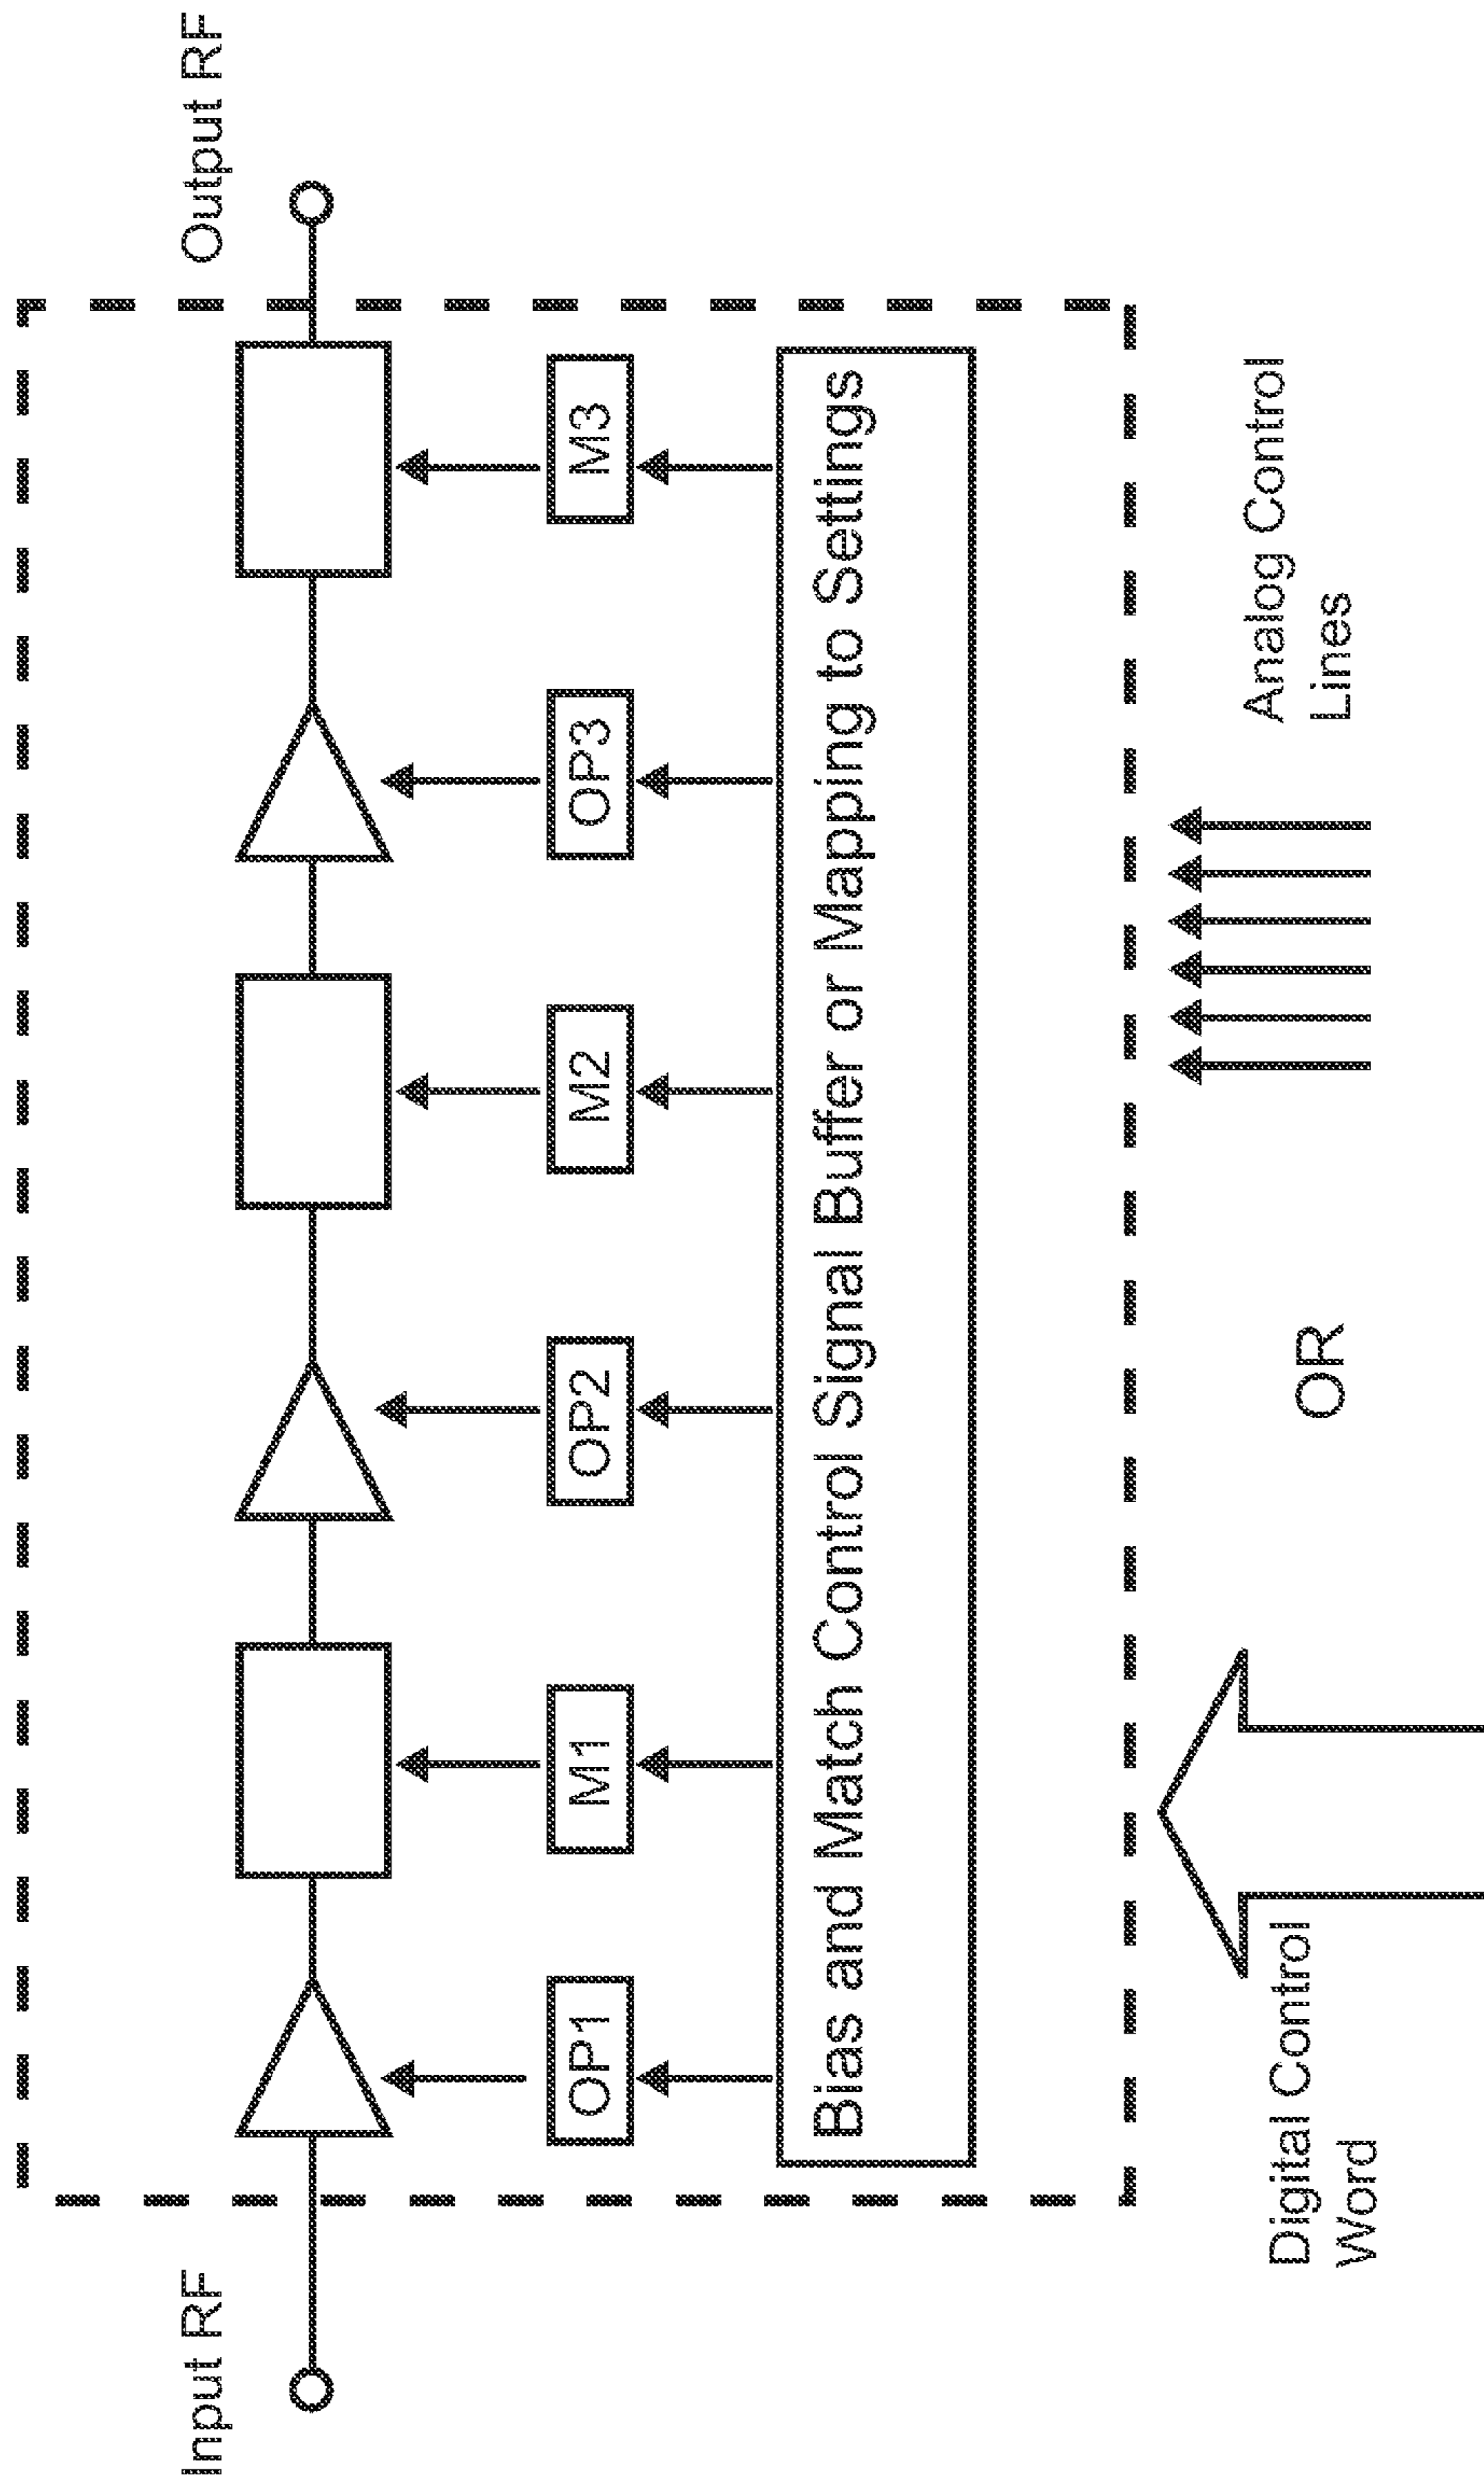 Input RF
Output RF
OP1
M1
OP2
M2
OP3
M3
Bias and Match Control Signal Buffer or Mapping to Settings
Digital Control
Word
OR
Analog Control
Lines